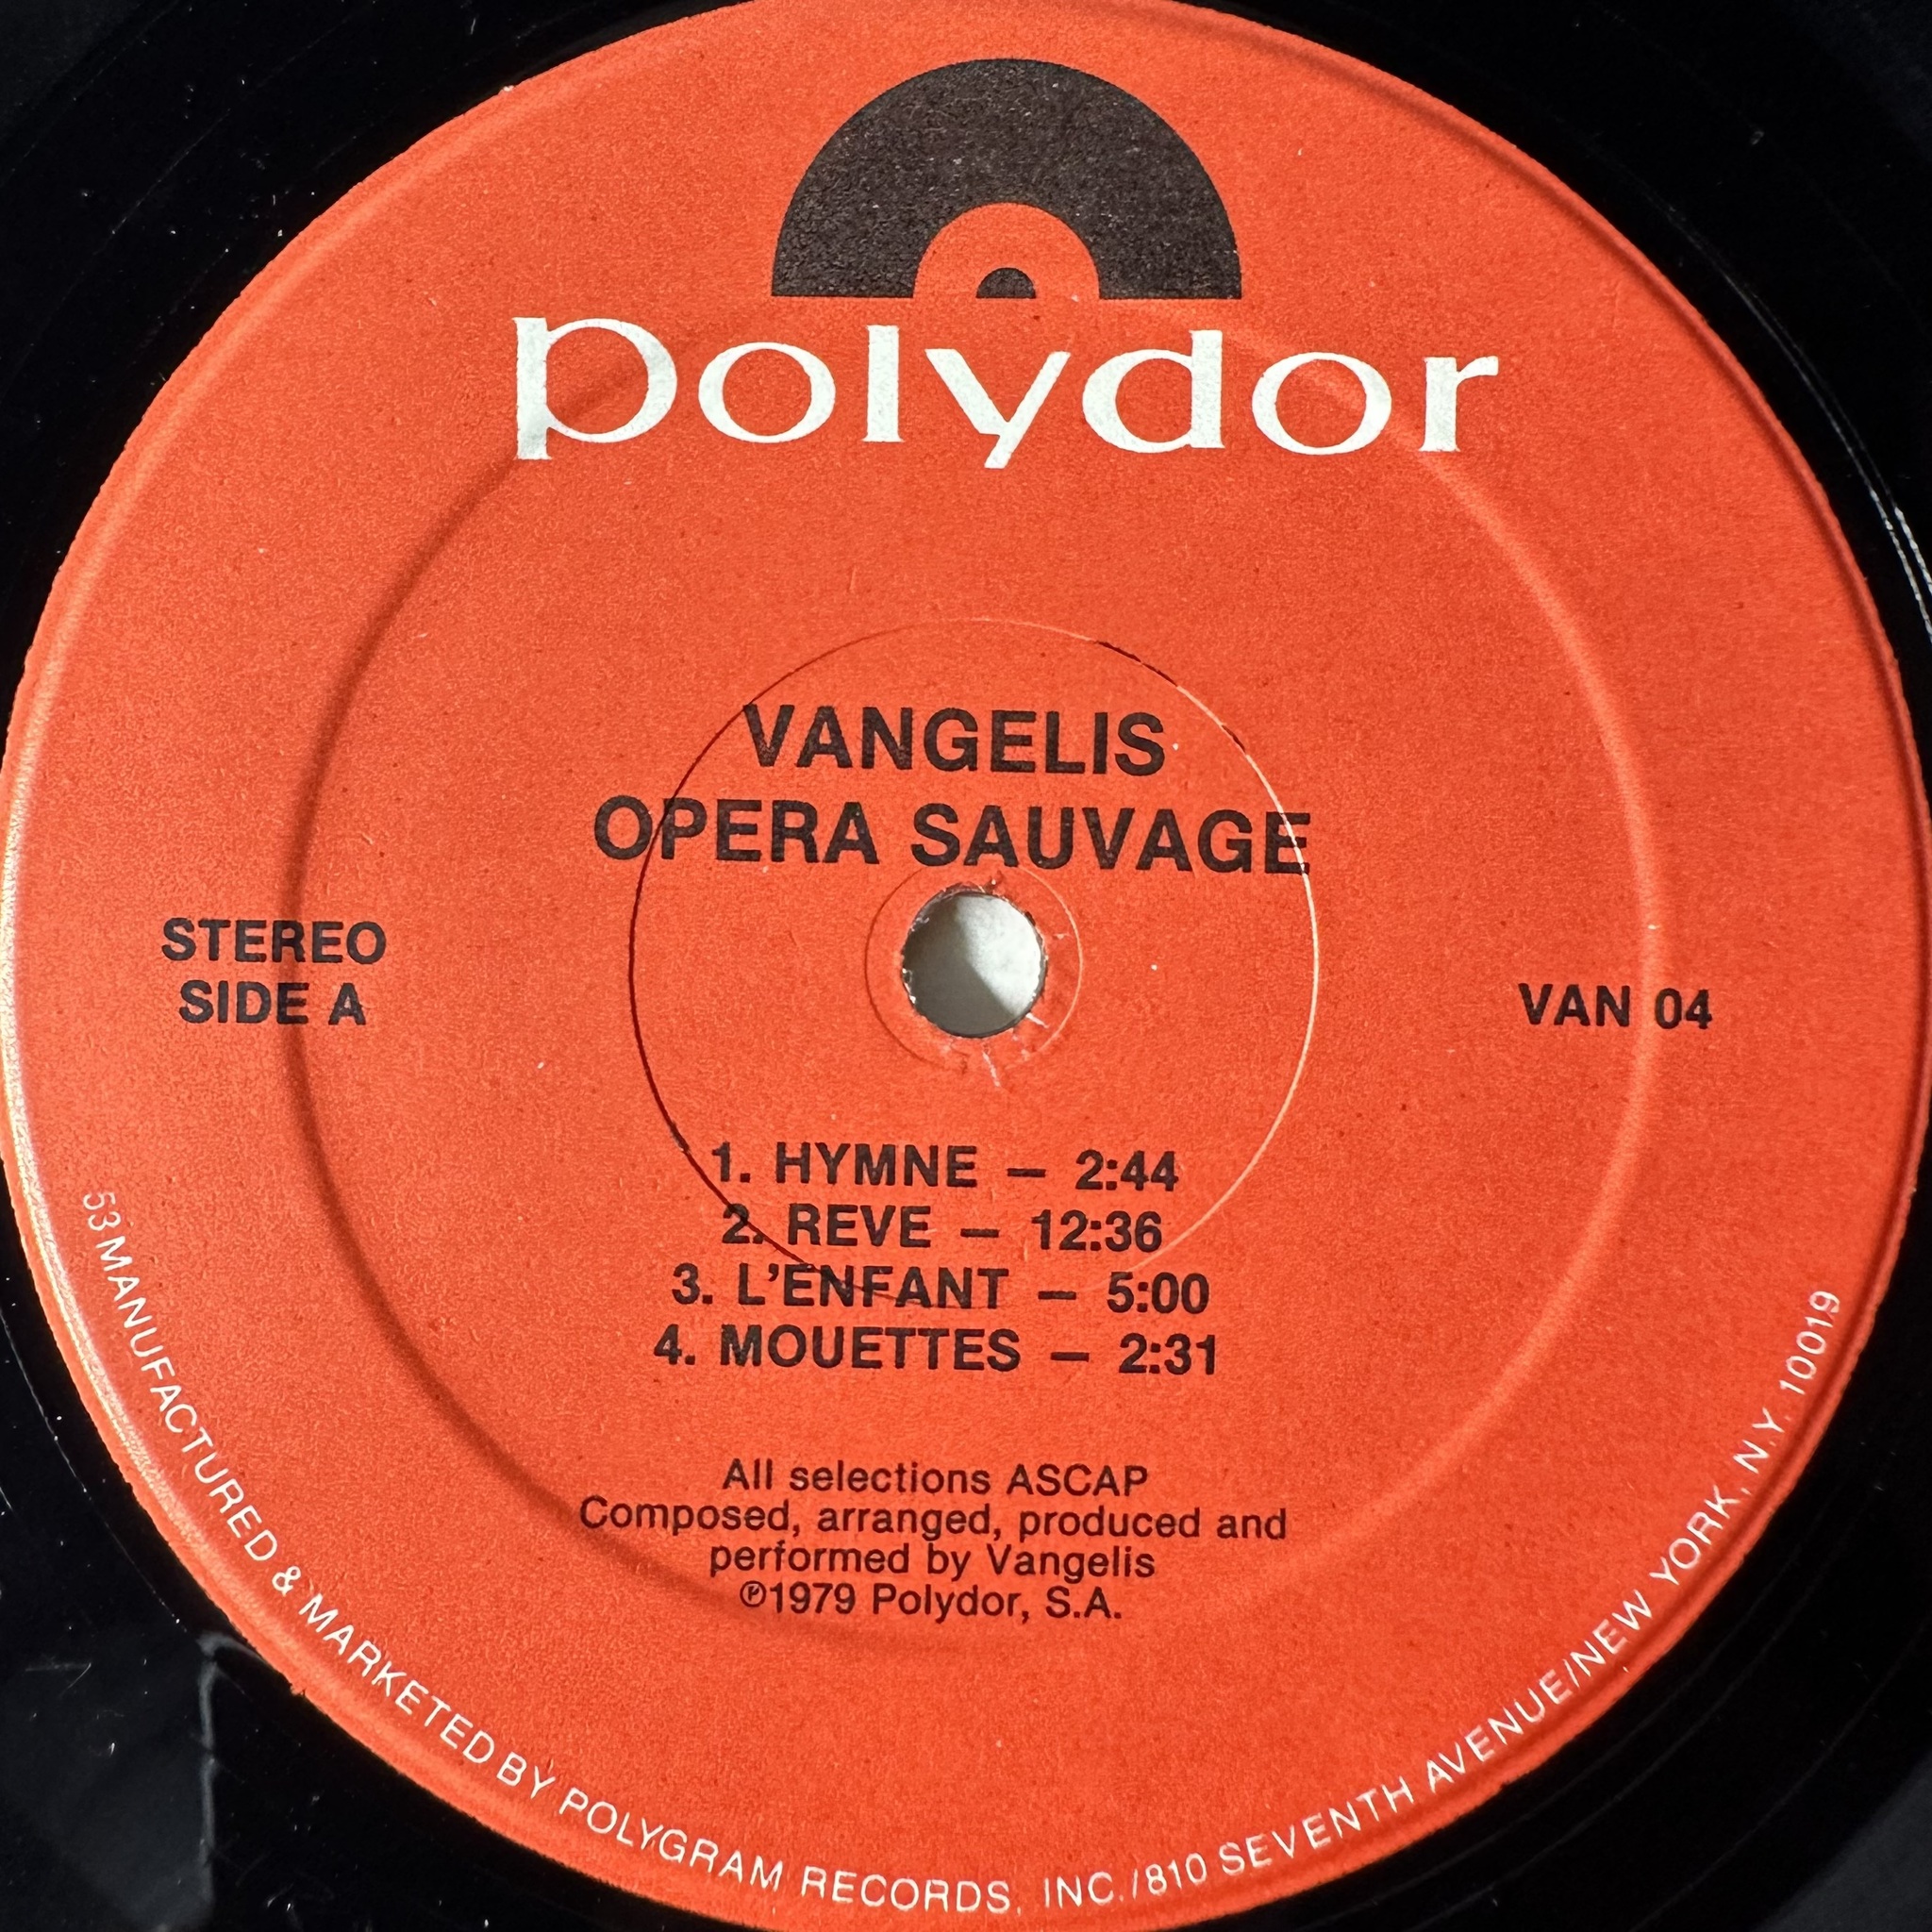 polydor
VANGELIS
OPERA SAUVAGE
STEREO
SIDE A
VAN 04
1. HYMNE – 2:44
2. REVE – 12:36
3. L'ENFANT – 5:00
4. MOUETTES – 2:31
All selections ASCAP
Composed, arranged, produced and
performed by Vangelis
℗1979 Polydor, S.A.
53 MANUFACTURED & MARKETED BY POLYGRAM RECORDS, INC./810 SEVENTH AVENUE/NEW YORK, N.Y. 10019